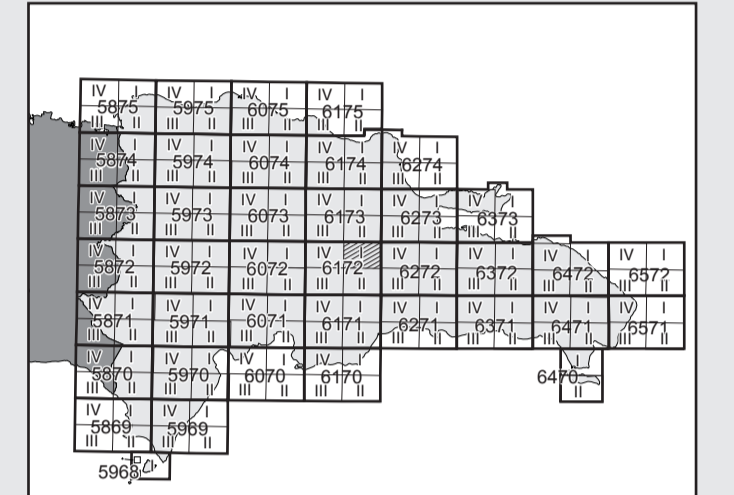 IV I IV I IV I IV I
5875 5975 6075 6175
III II III II III II III II
IV I IV I IV I IV I IV I
5874 5974 6074 6174 6274
III II III II III II III II III II
IV I IV I IV I IV I IV I IV I
5873 5973 6073 6173 6273 6373
III II III II III II III II III II III II
IV I IV I IV I IV I IV I IV I IV I IV I
5872 5972 6072 6172 6272 6372 6472 6572
III II III II III II III II III II III II III II III II
IV I IV I IV I IV I IV I IV I IV I IV I
5871 5971 6071 6171 6271 6371 6471 6571
III II III II III II III II III II III II III II III II
IV I IV I IV I IV I I
5870 5970 6070 6170 6470
III II III II III II III II II
IV I IV I
5869 5969
III II III II
5968 I